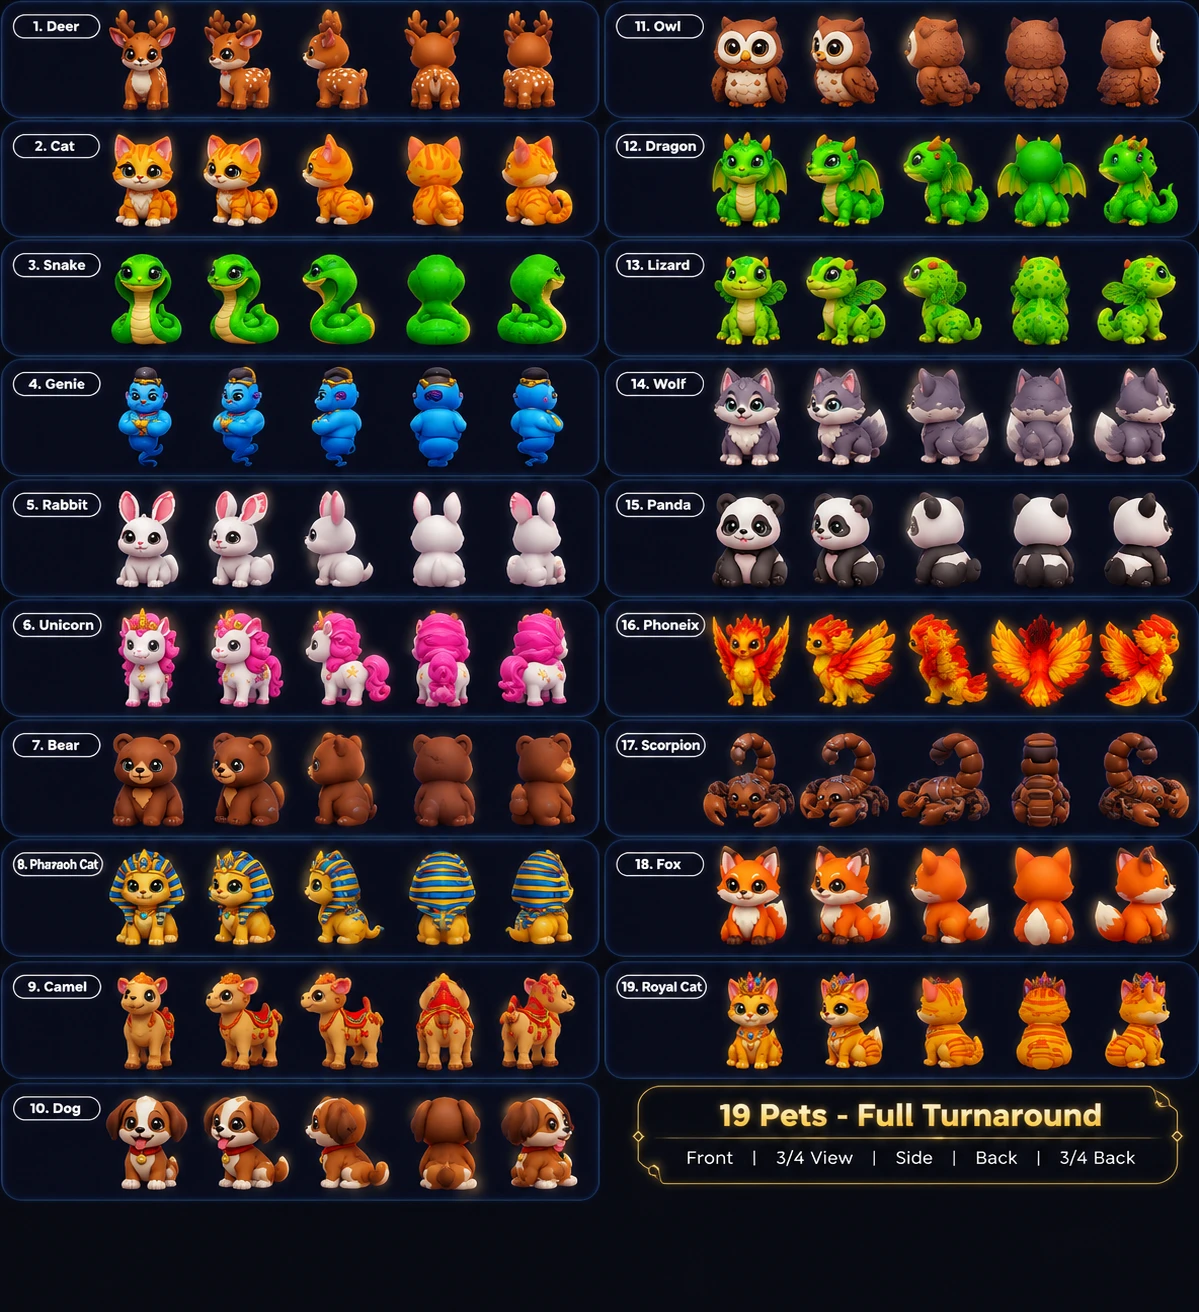 1. Deer
2. Cat
3. Snake
4. Genie
5. Rabbit
6. Unicorn
7. Bear
8. Pharaoh Cat
9. Camel
10. Dog
11. Owl
12. Dragon
13. Lizard
14. Wolf
15. Panda
16. Phoneix
17. Scorpion
18. Fox
19. Royal Cat
19 Pets - Full Turnaround
Front | 3/4 View | Side | Back | 3/4 Back